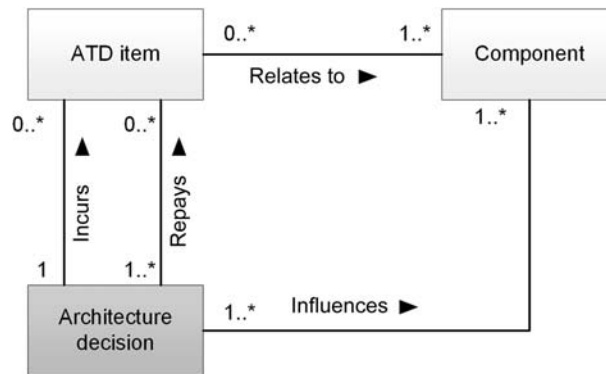 ATD item
0..*
1..*
Component
Relates to ►
0..*
0..*
1..*
Incurs ►
Repays ►
1
1..*
Architecture
decision
1..*
Influences ►